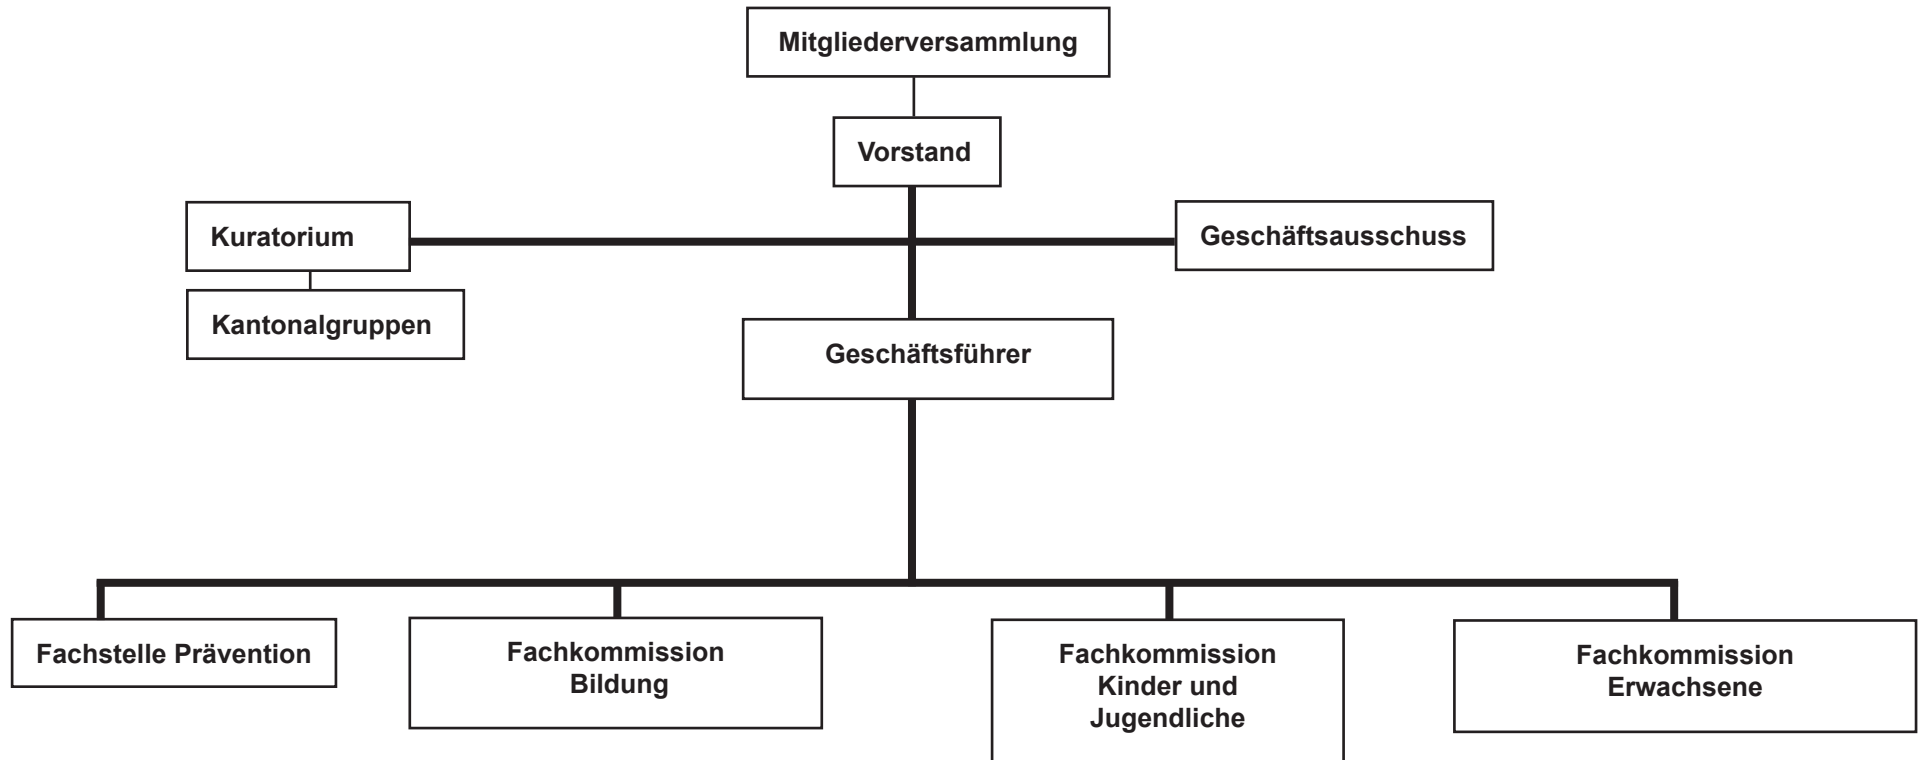 Mitgliederversammlung
Vorstand
Kuratorium
Geschäftsausschuss
Kantonalgruppen
Geschäftsführer
Fachstelle Prävention
Fachkommission
Bildung
Fachkommission
Kinder und
Jugendliche
Fachkommission
Erwachsene